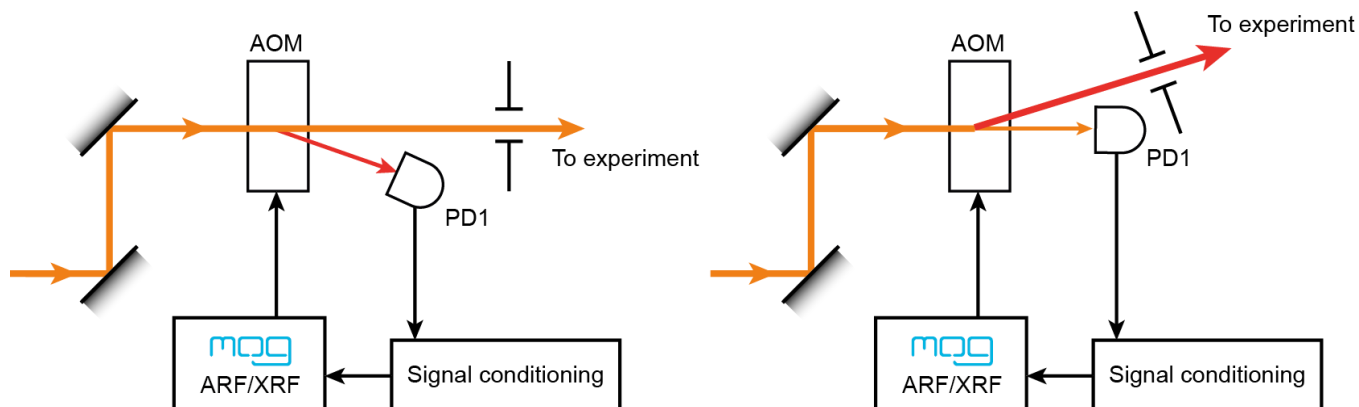 AOM
To experiment
PD1
mog
ARF/XRF
Signal conditioning
AOM
To experiment
PD1
mog
ARF/XRF
Signal conditioning